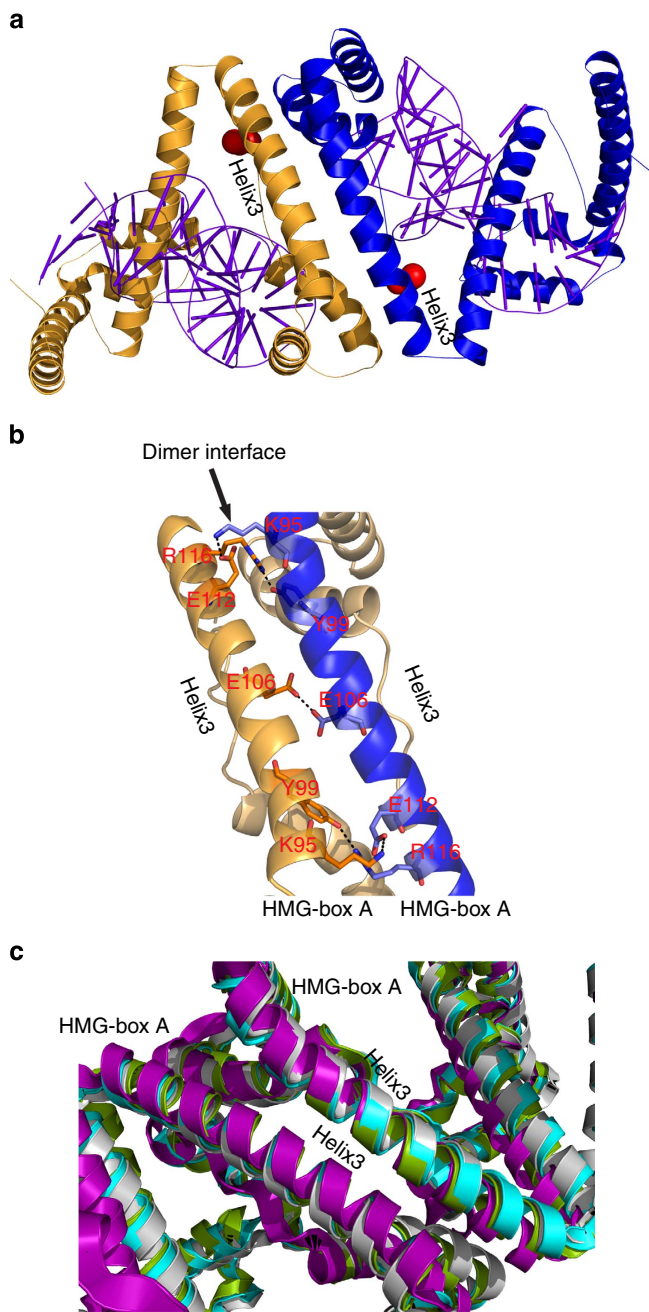 a
Helix3
Helix3
b
Dimer interface
K95
R116
E112
Y99
E106
Helix3
Helix3
E106
Y99
E112
K95
R116
HMG-box A HMG-box A
c
HMG-box A
HMG-box A
Helix3
Helix3